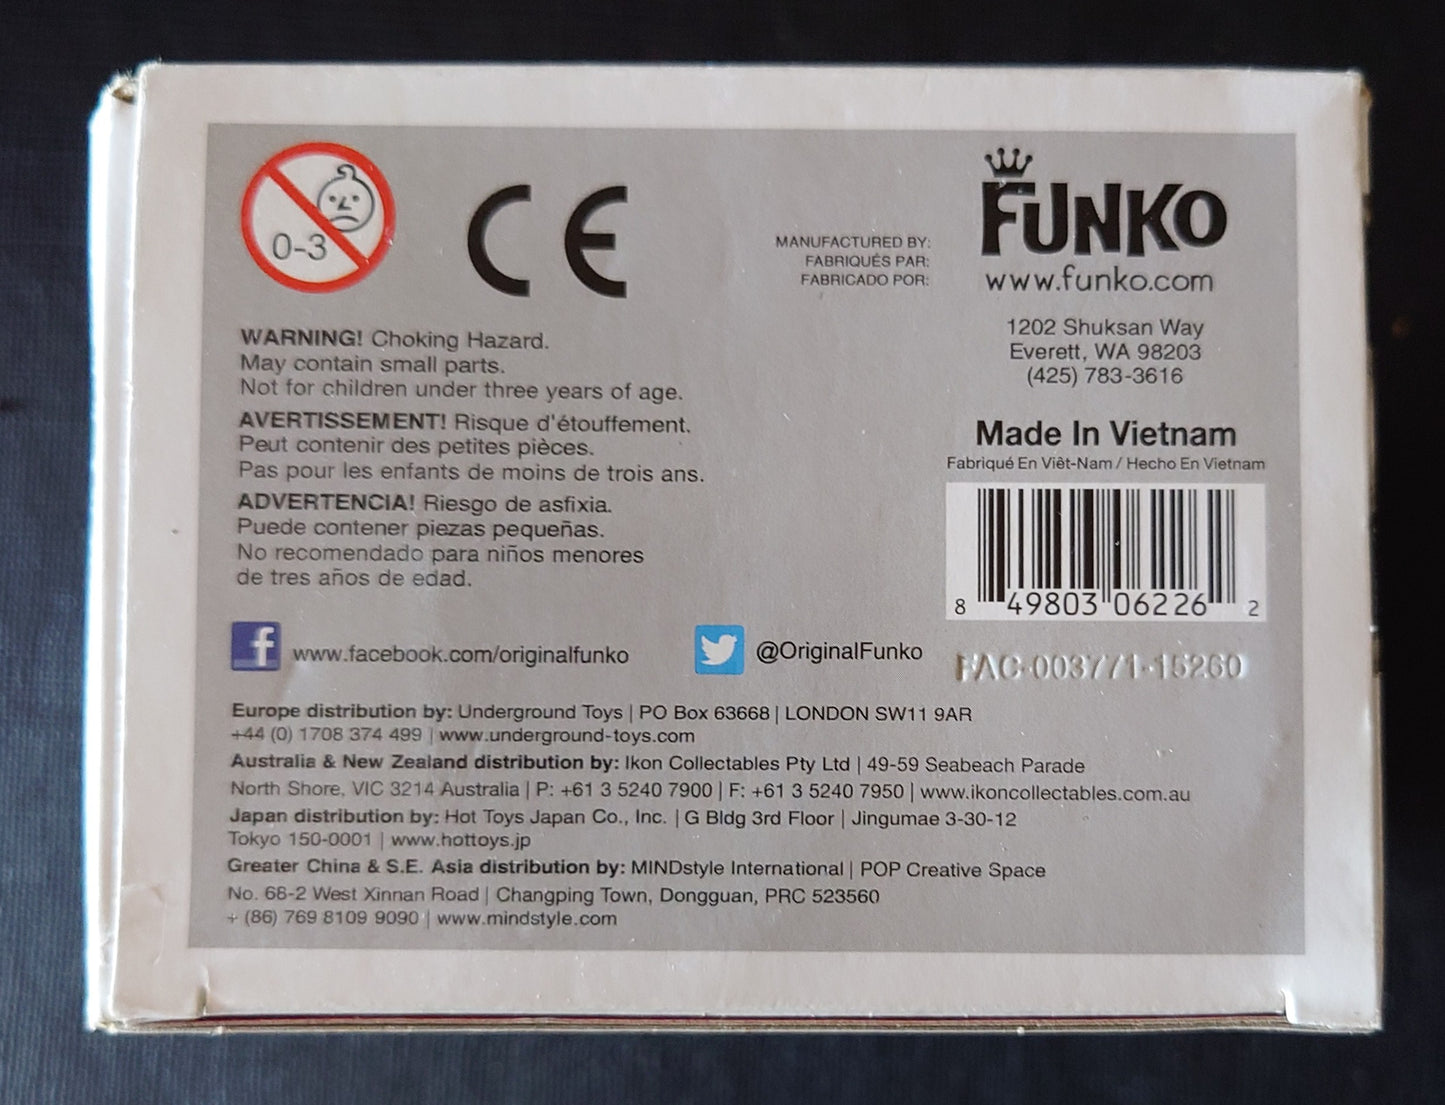 0-3
CE
MANUFACTURED BY:
FABRIQUÉS PAR:
FABRICADO POR:
FUNKO
www.funko.com
1202 Shuksan Way
Everett, WA 98203
(425) 783-3616
WARNING! Choking Hazard.
May contain small parts.
Not for children under three years of age.
AVERTISSEMENT! Risque d'étouffement.
Peut contenir des petites pièces.
Pas pour les enfants de moins de trois ans.
ADVERTENCIA! Riesgo de asfixia.
Puede contener piezas pequeñas.
No recomendado para niños menores
de tres años de edad.
Made In Vietnam
Fabriqué En Viêt-Nam / Hecho En Vietnam
8 49803 06226 2
FAC-003771-15260
f www.facebook.com/originalfunko
@OriginalFunko
Europe distribution by: Underground Toys | PO Box 63668 | LONDON SW11 9AR
+44 (0) 1708 374 499 | www.underground-toys.com
Australia & New Zealand distribution by: Ikon Collectables Pty Ltd | 49-59 Seabeach Parade
North Shore, VIC 3214 Australia | P: +61 3 5240 7900 | F: +61 3 5240 7950 | www.ikoncollectables.com.au
Japan distribution by: Hot Toys Japan Co., Inc. | G Bldg 3rd Floor | Jingumae 3-30-12
Tokyo 150-0001 | www.hottoys.jp
Greater China & S.E. Asia distribution by: MINDstyle International | POP Creative Space
No. 66-2 West Xinnan Road | Changping Town, Dongguan, PRC 523560
+ (86) 769 8109 9090 | www.mindstyle.com